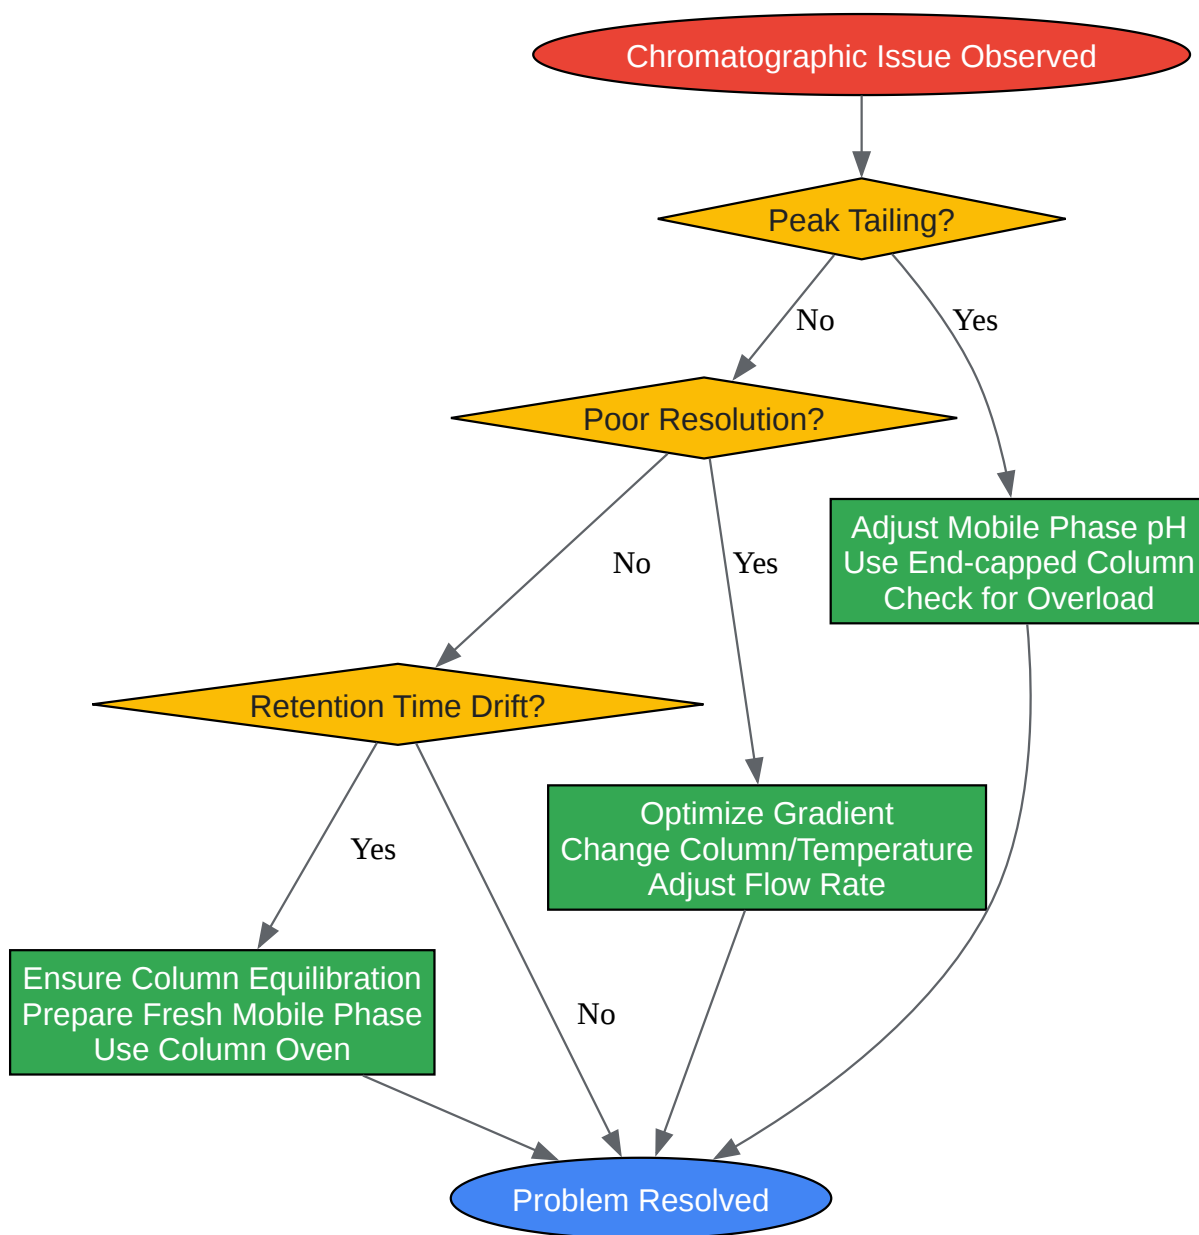 Chromatographic Issue Observed
Peak Tailing?
No
Yes
Poor Resolution?
Adjust Mobile Phase pH
Use End-capped Column
Check for Overload
No
Yes
Retention Time Drift?
Optimize Gradient
Change Column/Temperature
Adjust Flow Rate
Yes
Ensure Column Equilibration
Prepare Fresh Mobile Phase
Use Column Oven
No
Problem Resolved